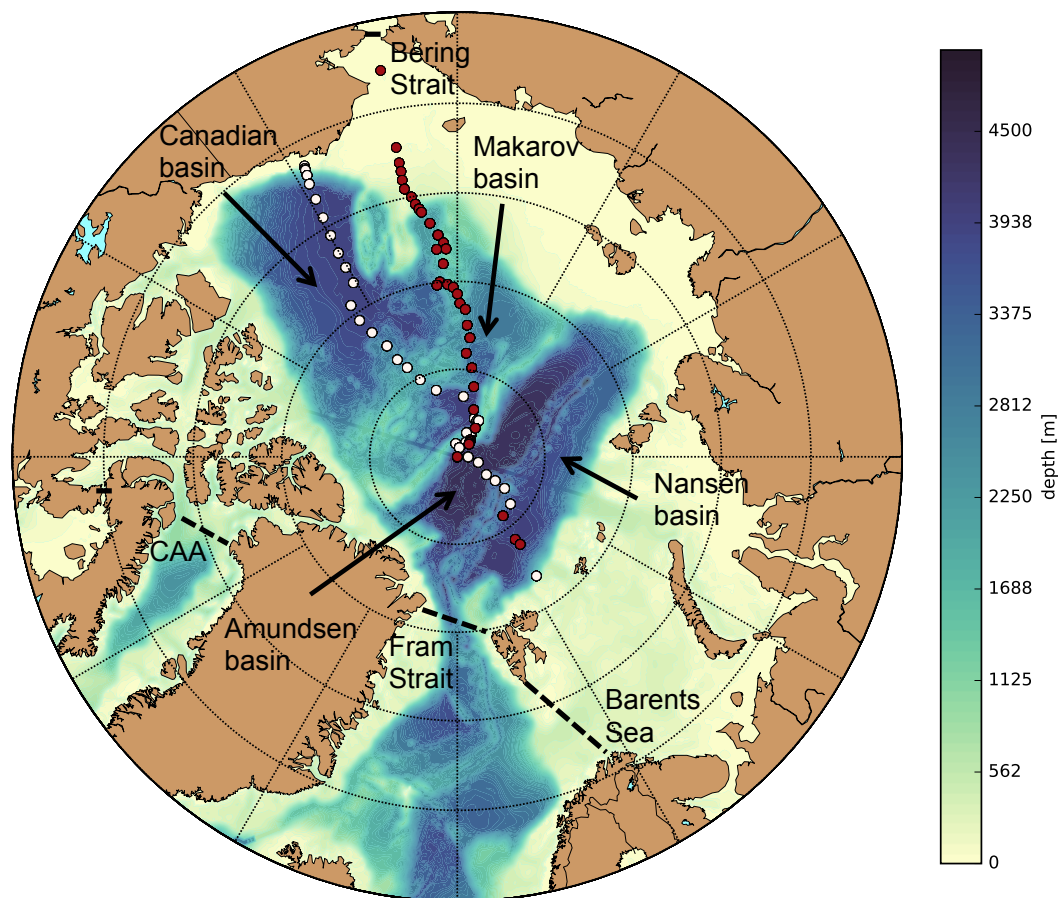 Bering
Strait
Canadian
basin
Makarov
basin
Nansen
basin
CAA
Amundsen
basin
Fram
Strait
Barents
Sea
4500
3938
3375
2812
2250
1688
1125
562
0
depth [m]